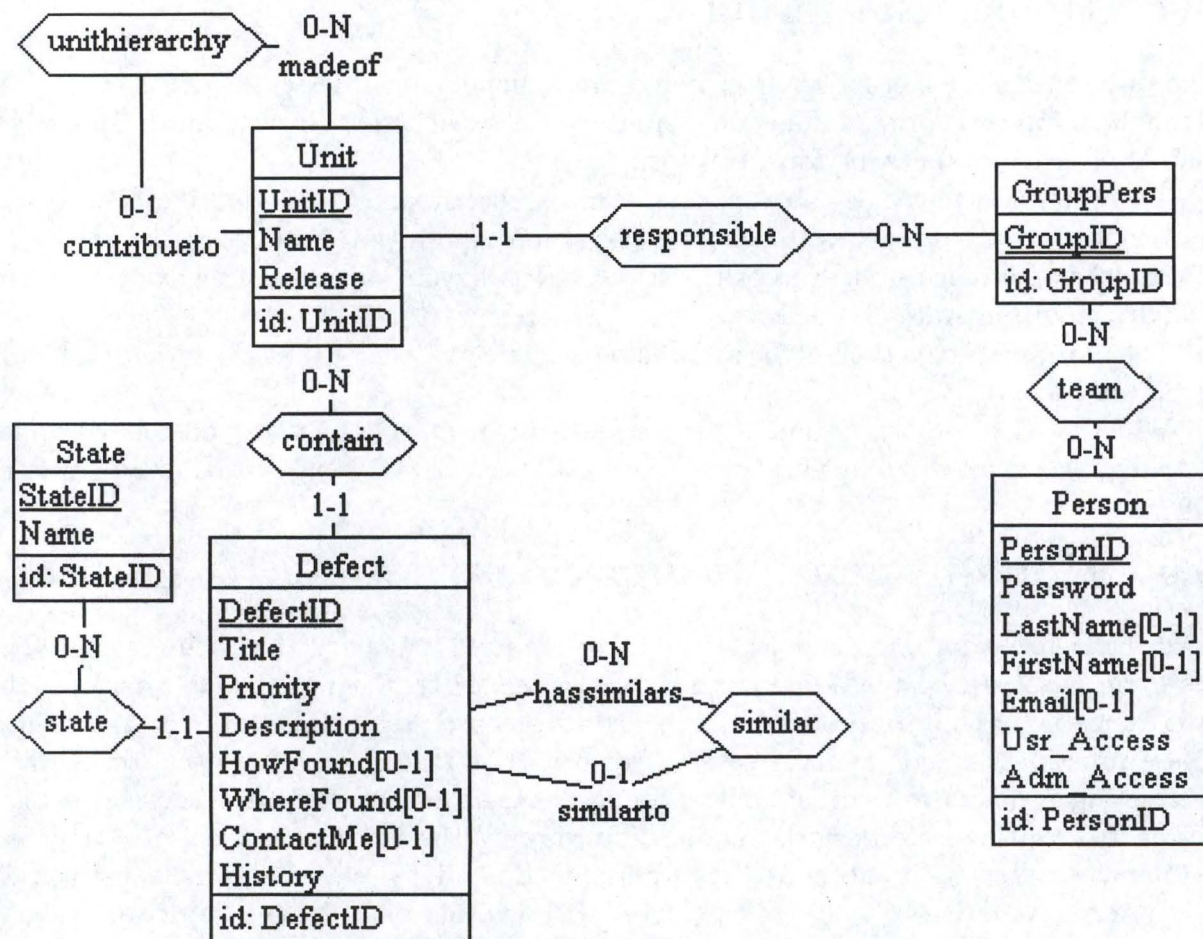 unithierarchy
0-N
madeof
0-1
contribueto
Unit
UnitID
Name
Release
id: UnitID
1-1
responsible
0-N
GroupPers
GroupID
id: GroupID
0-N
team
0-N
Person
PersonID
Password
LastName[0-1]
FirstName[0-1]
Email[0-1]
Usr_Access
Adm_Access
id: PersonID
0-N
contain
1-1
State
StateID
Name
id: StateID
0-N
state
1-1
Defect
DefectID
Title
Priority
Description
HowFound[0-1]
WhereFound[0-1]
ContactMe[0-1]
History
id: DefectID
0-N
hassimilars
similar
0-1
similarto